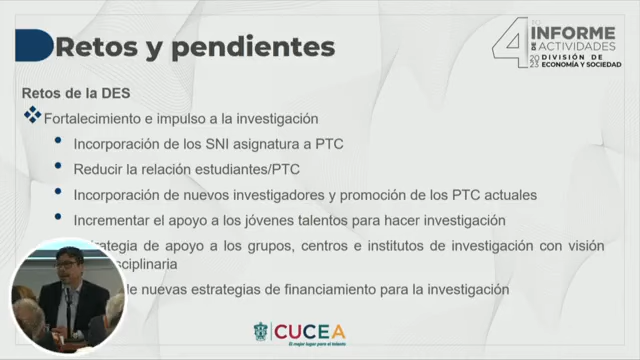 Retos y pendientes
4TO INFORME
DE ACTIVIDADES
2023 DIVISIÓN DE
ECONOMÍA Y SOCIEDAD
Retos de la DES
Fortalecimiento e impulso a la investigación
Incorporación de los SNI asignatura a PTC
Reducir la relación estudiantes/PTC
Incorporación de nuevos investigadores y promoción de los PTC actuales
Incrementar el apoyo a los jóvenes talentos para hacer investigación
de apoyo a los grupos, centros e institutos de investigación con visión
de nuevas estrategias de financiamiento para la investigación
CUCEA
El mejor lugar para el talento